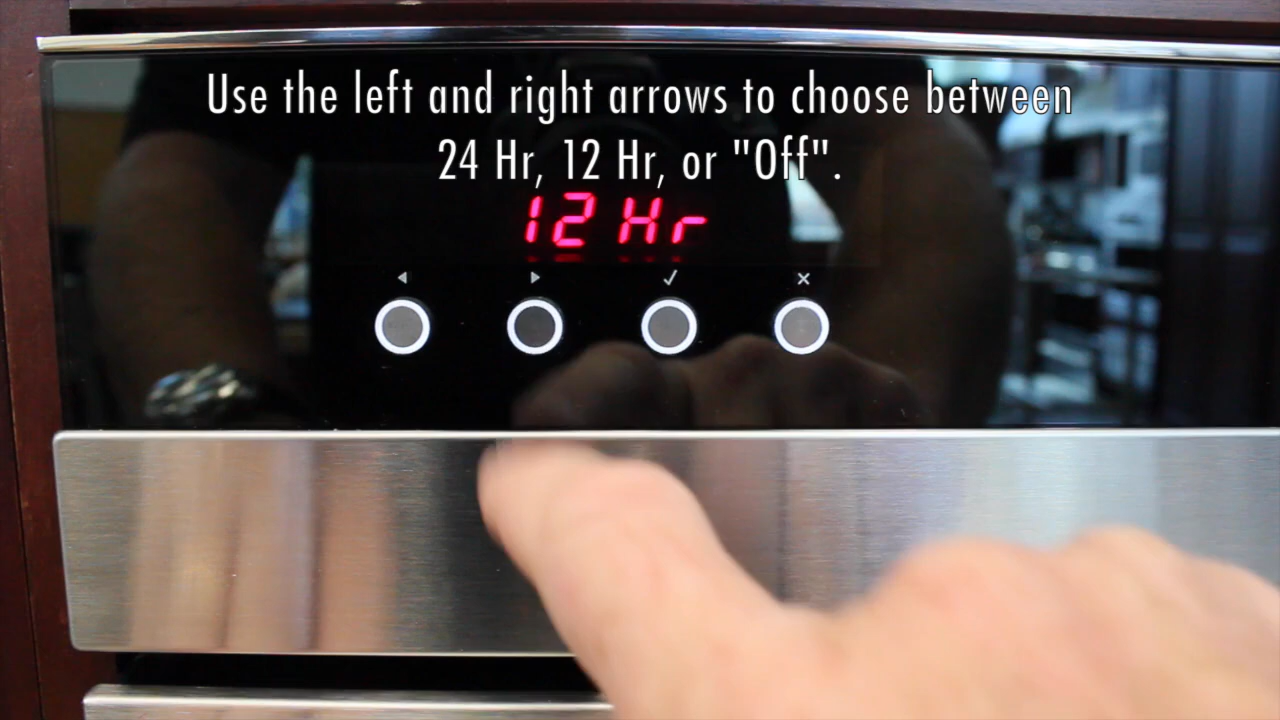 Use the left and right arrows to choose between
24 Hr, 12 Hr, or "Off".
12 Hr